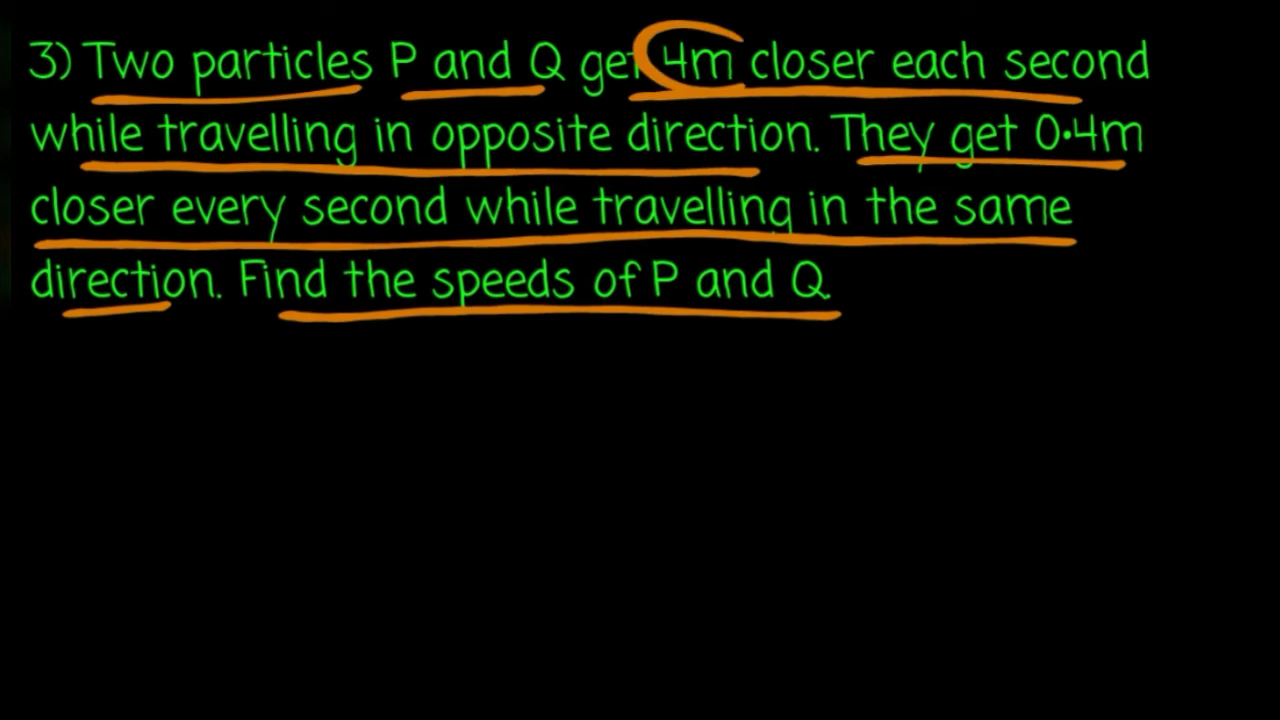 3) Two particles P and Q get 4m closer each second
while travelling in opposite direction. They get 0.4m
closer every second while travelling in the same
direction. Find the speeds of P and Q.